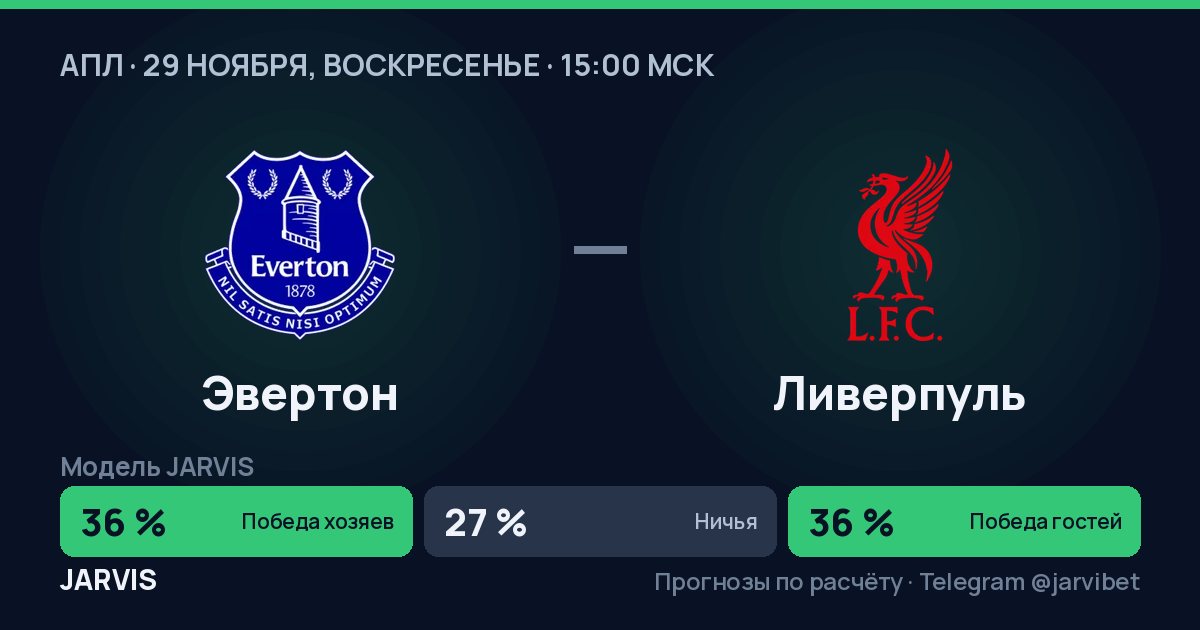 АПЛ · 29 НОЯБРЯ, ВОСКРЕСЕНЬЕ · 15:00 МСК
Everton
1878
NIL SATIS NISI OPTIMUM
L.F.C.
Эвертон
Ливерпуль
Модель JARVIS
36 % Победа хозяев
27 % Ничья
36 % Победа гостей
JARVIS
Прогнозы по расчёту · Telegram @jarvibet